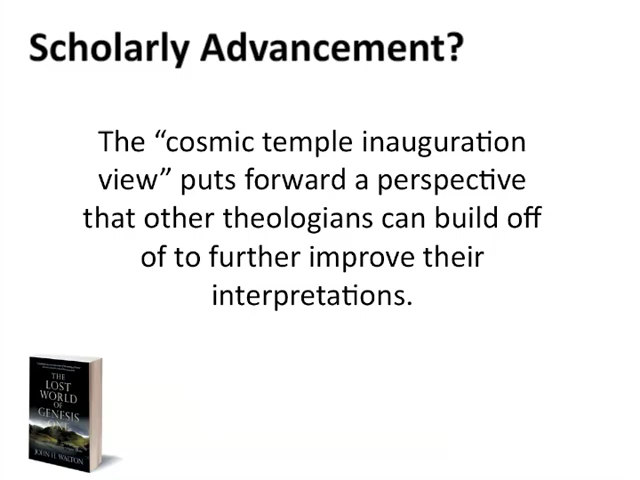 Scholarly Advancement?
The “cosmic temple inauguration
view” puts forward a perspective
that other theologians can build off
of to further improve their
interpretations.
THE
LOST
WORLD
OF
GENESIS
ONE
JOHN H. WALTON